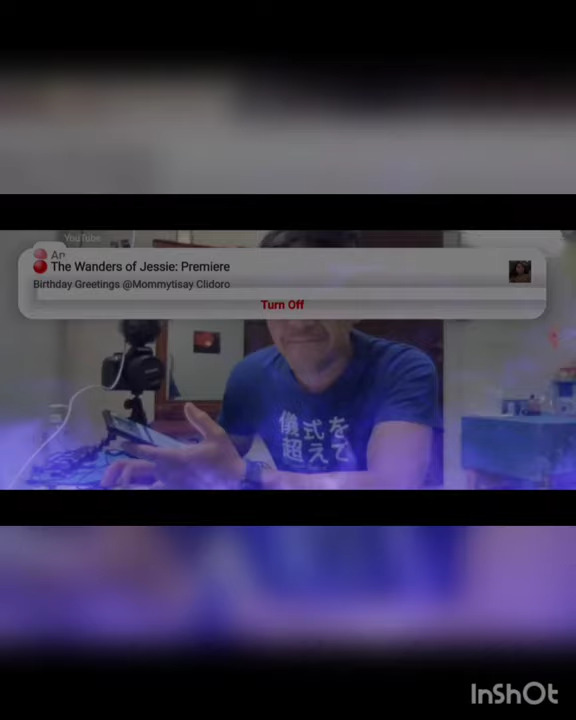 YouTube
The Wanders of Jessie: Premiere
Birthday Greetings @Mommytisay Clidoro
Turn Off
儀式を
超えて
InShOt